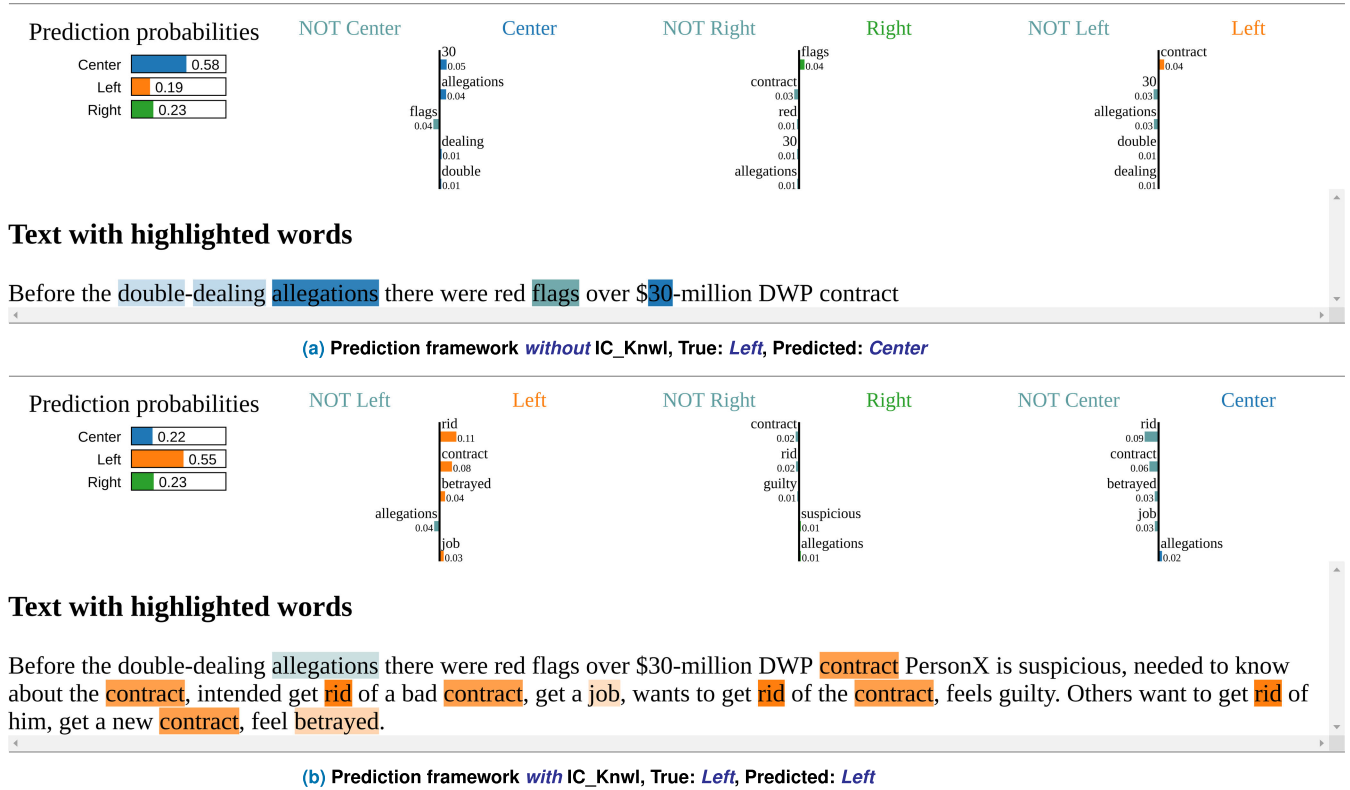 Prediction probabilities
Center 0.58
Left 0.19
Right 0.23
NOT Center Center
30
0.05
allegations
0.04
flags
0.04
dealing
0.01
double
0.01
NOT Right Right
flags
0.04
contract
0.03
red
0.01
30
0.01
allegations
0.01
NOT Left Left
contract
0.04
30
0.03
allegations
0.03
double
0.01
dealing
0.01
Text with highlighted words
Before the double-dealing allegations there were red flags over $30-million DWP contract
(a) Prediction framework without IC_Knwl, True: Left, Predicted: Center
Prediction probabilities
Center 0.22
Left 0.55
Right 0.23
NOT Left Left
rid
0.11
contract
0.08
betrayed
0.04
allegations
0.04
job
0.03
NOT Right Right
contract
0.02
rid
0.02
guilty
0.01
suspicious
0.01
allegations
0.01
NOT Center Center
rid
0.09
contract
0.06
betrayed
0.03
job
0.03
allegations
0.02
Text with highlighted words
Before the double-dealing allegations there were red flags over $30-million DWP contract PersonX is suspicious, needed to know
about the contract, intended get rid of a bad contract, get a job, wants to get rid of the contract, feels guilty. Others want to get rid of
him, get a new contract, feel betrayed.
(b) Prediction framework with IC_Knwl, True: Left, Predicted: Left